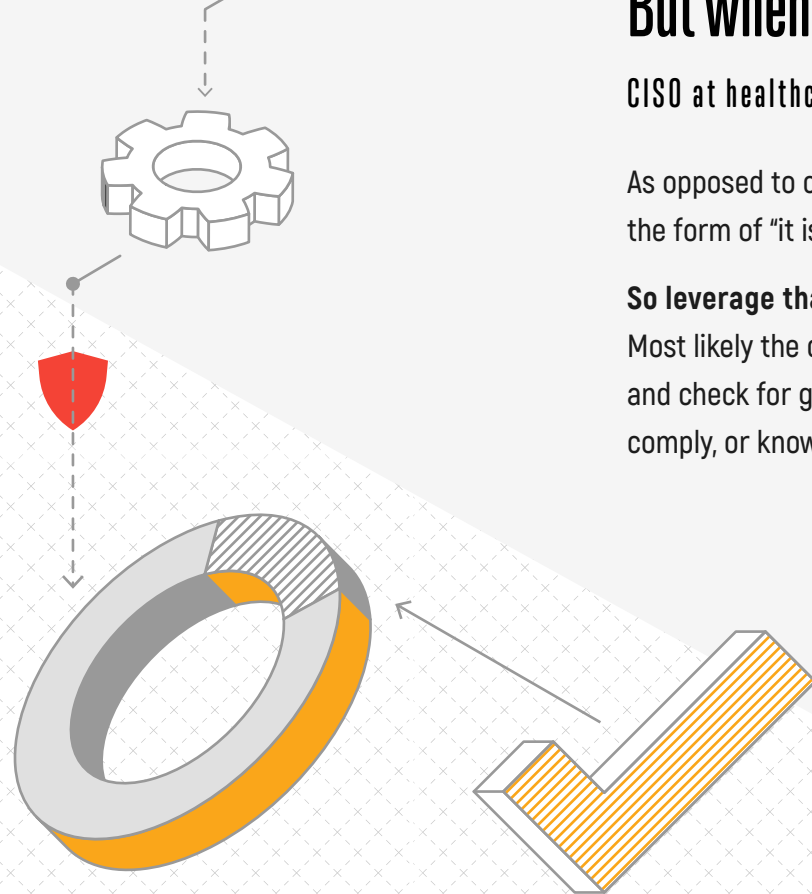 But when
CISO at healthc
As opposed to
the form of “it is
So leverage tha
Most likely the
and check for g
comply, or know